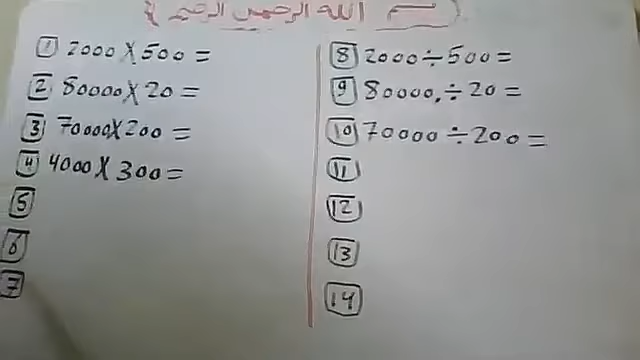 { بسم الله الرحمن الرحيم }
1 2000 X 500 =
2 80000 X 20 =
3 70000 X 200 =
4 4000 X 300 =
5
6
7
8 2000 ÷ 500 =
9 80000. ÷ 20 =
10 70000 ÷ 200 =
11
12
13
14